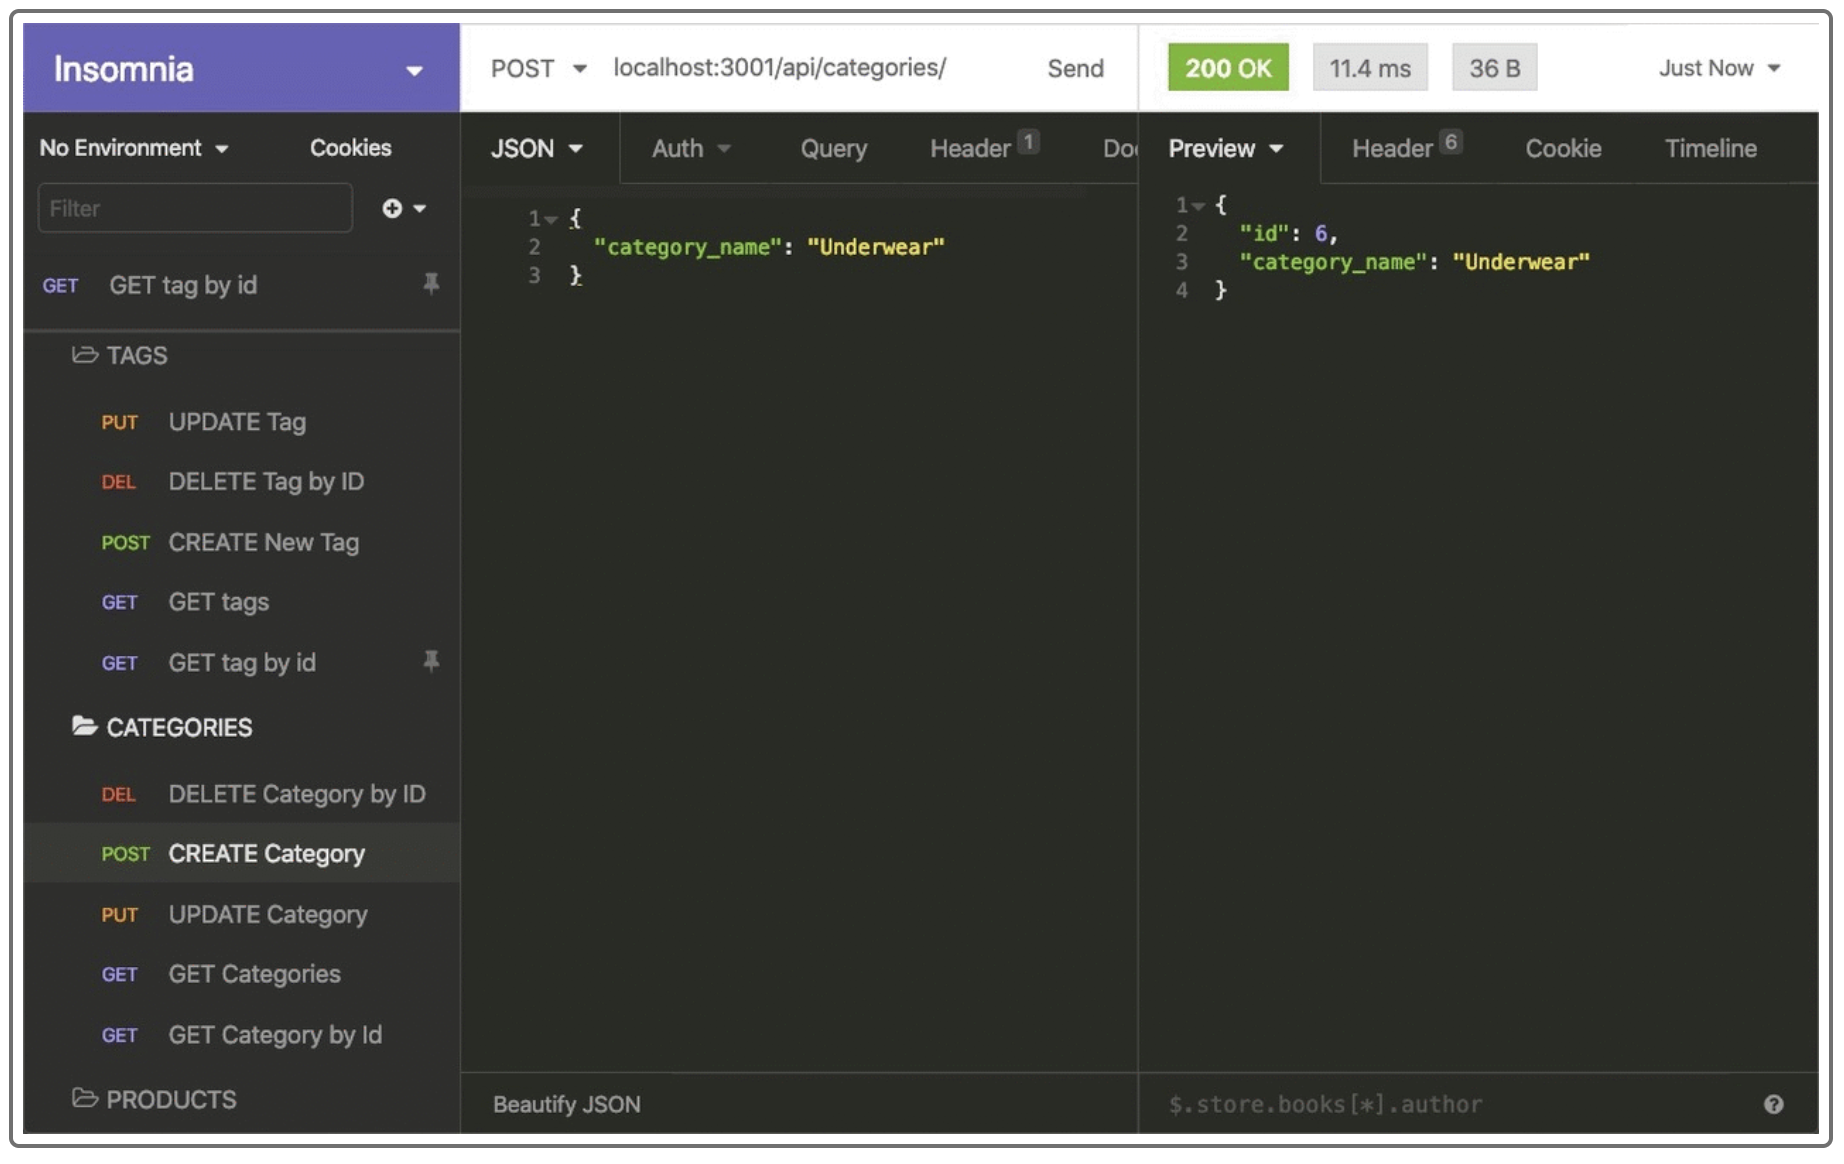 Insomnia
POST localhost:3001/api/categories/ Send
200 OK 11.4 ms 36 B Just Now
No Environment Cookies
Filter
GET GET tag by id
TAGS
PUT UPDATE Tag
DEL DELETE Tag by ID
POST CREATE New Tag
GET GET tags
GET GET tag by id
CATEGORIES
DEL DELETE Category by ID
POST CREATE Category
PUT UPDATE Category
GET GET Categories
GET GET Category by Id
PRODUCTS
JSON Auth Query Header 1 Doc
1 {
2 "category_name": "Underwear"
3 }
Beautify JSON
Preview Header 6 Cookie Timeline
1 {
2 "id": 6,
3 "category_name": "Underwear"
4 }
$.store.books[*].author